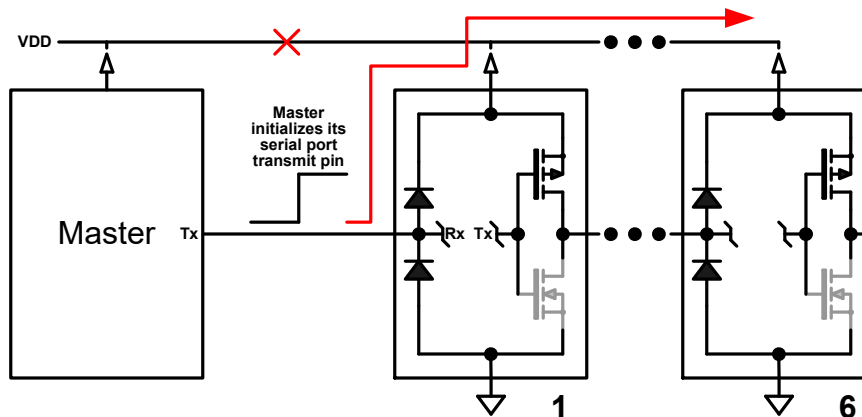 VDD
Master
initializes its
serial port
transmit pin
Master
Tx
Rx
Tx
1
6